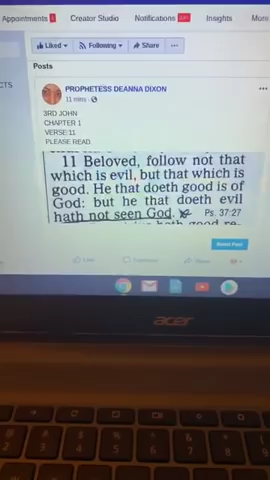 Appointments
Creator Studio
Notifications
Insights
More
Liked
Following
Share
Posts
PROPHETESS DEANNA DIXON
11 mins
3RD JOHN
CHAPTER 1
VERSE:11
PLEASE READ
11 Beloved, follow not that
which is evil, but that which is
good. He that doeth good is of
God: but he that doeth evil
hath not seen God. Ps. 37:27
Boost Post
Like
Comment
Share
acer